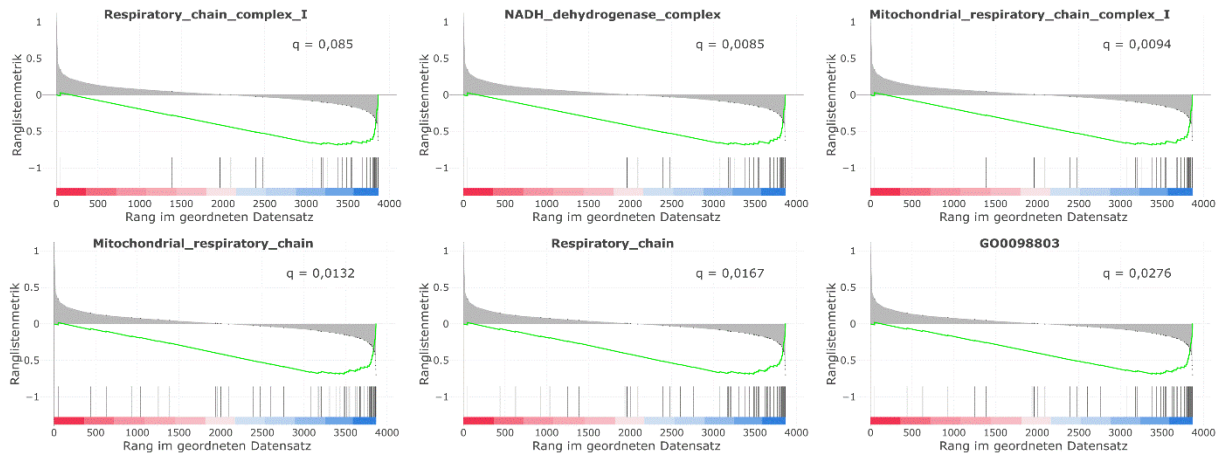 Respiratory_chain_complex_I
q = 0,085
Ranglistenmetrik
1
0.5
0
0.5
−1
0 500 1000 1500 2000 2500 3000 3500 4000
Rang im geordneten Datensatz
NADH_dehydrogenase_complex
q = 0,0085
Ranglistenmetrik
1
0.5
0
0.5
−1
0 500 1000 1500 2000 2500 3000 3500 4000
Rang im geordneten Datensatz
Mitochondrial_respiratory_chain_complex_I
q = 0,0094
Ranglistenmetrik
1
0.5
0
0.5
−1
0 500 1000 1500 2000 2500 3000 3500 4000
Rang im geordneten Datensatz
Mitochondrial_respiratory_chain
q = 0,0132
Ranglistenmetrik
1
0.5
0
0.5
−1
0 500 1000 1500 2000 2500 3000 3500 4000
Rang im geordneten Datensatz
Respiratory_chain
q = 0,0167
Ranglistenmetrik
1
0.5
0
0.5
−1
0 500 1000 1500 2000 2500 3000 3500 4000
Rang im geordneten Datensatz
GO0098803
q = 0,0276
Ranglistenmetrik
1
0.5
0
0.5
−1
0 500 1000 1500 2000 2500 3000 3500 4000
Rang im geordneten Datensatz